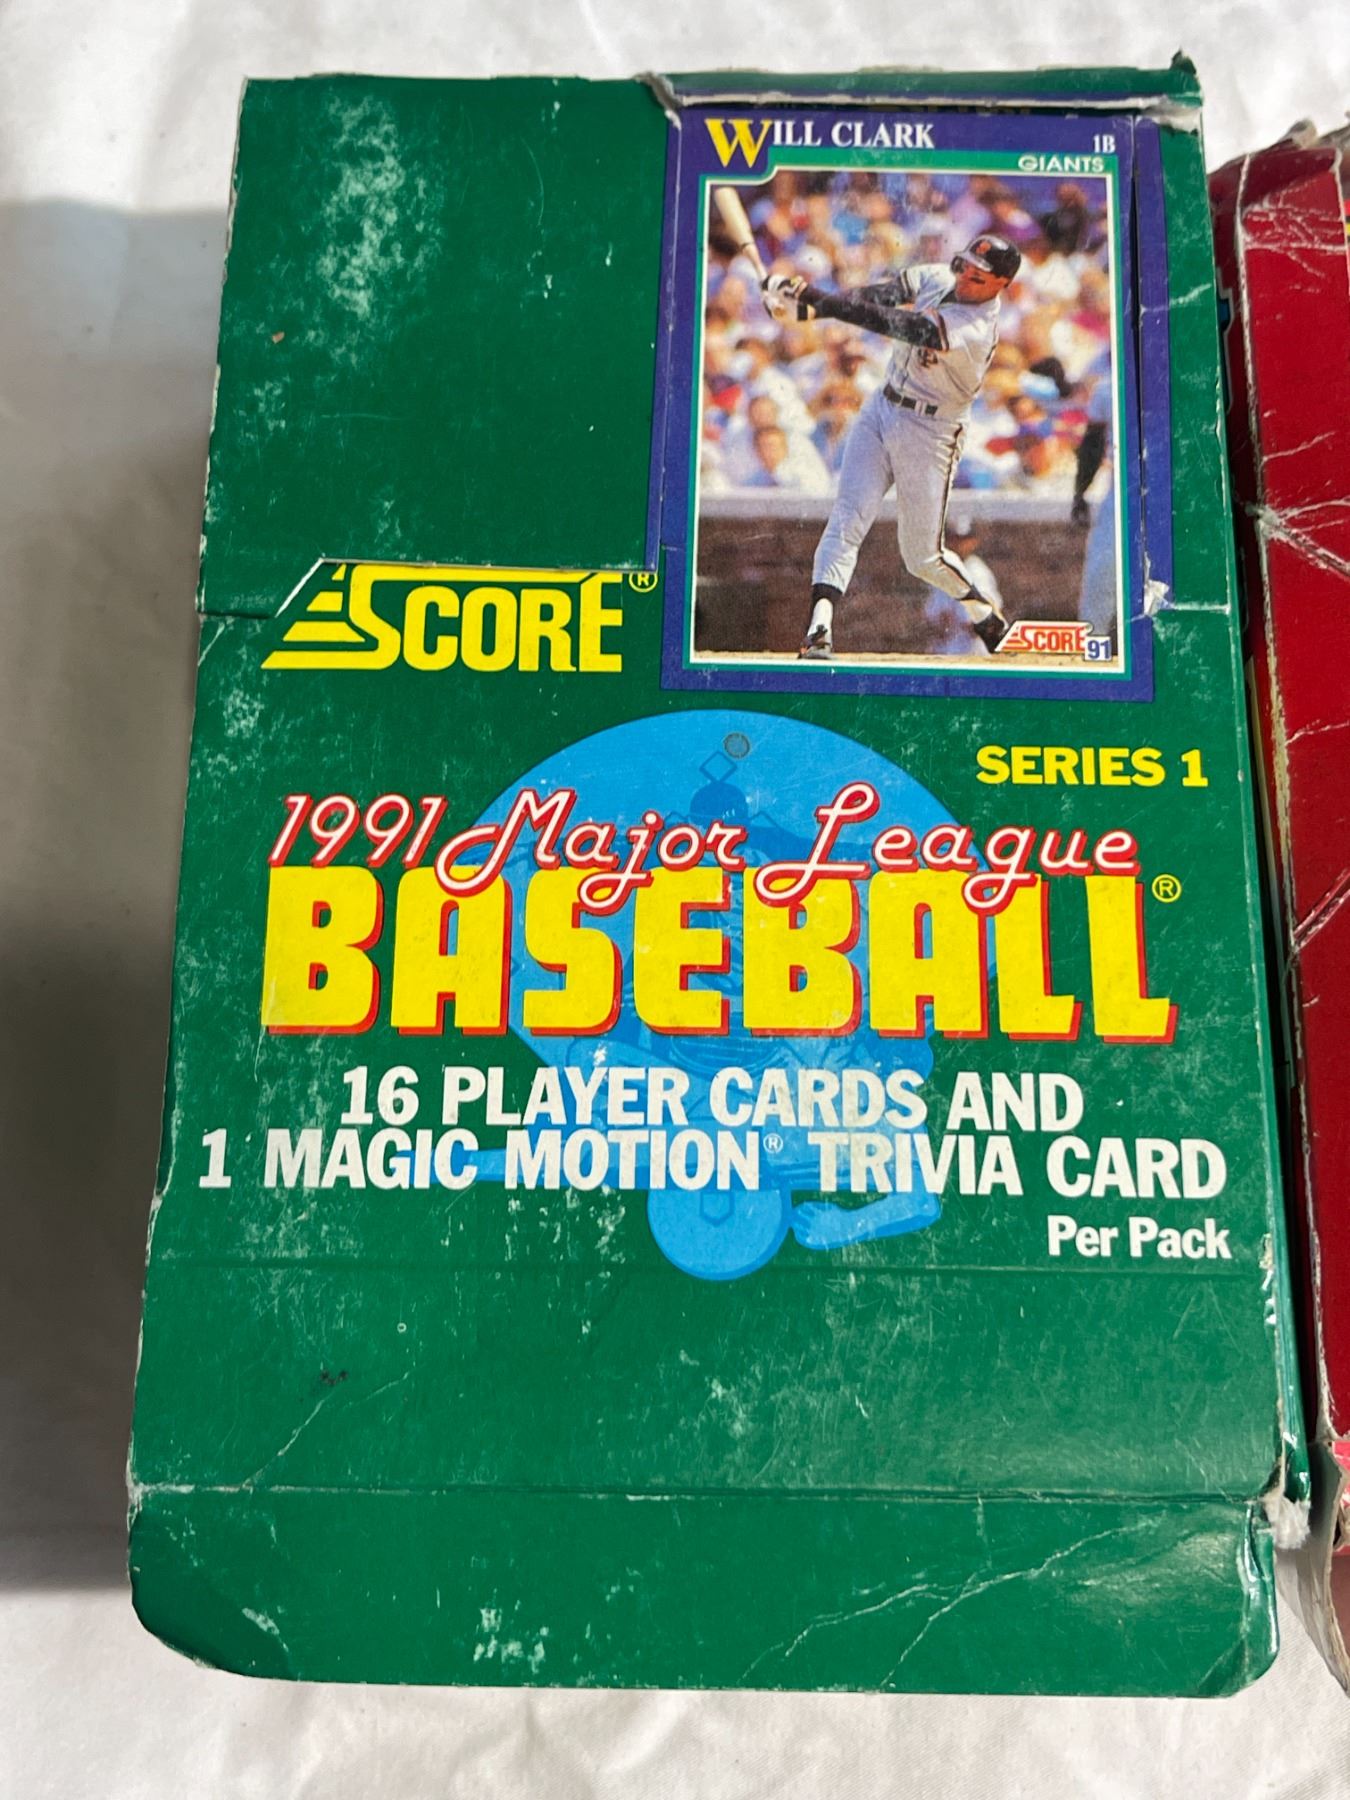 WILL CLARK 1B
GIANTS
SCORE 91
SCORE®
SERIES 1
1991 Major League
BASEBALL®
16 PLAYER CARDS AND
1 MAGIC MOTION® TRIVIA CARD
Per Pack